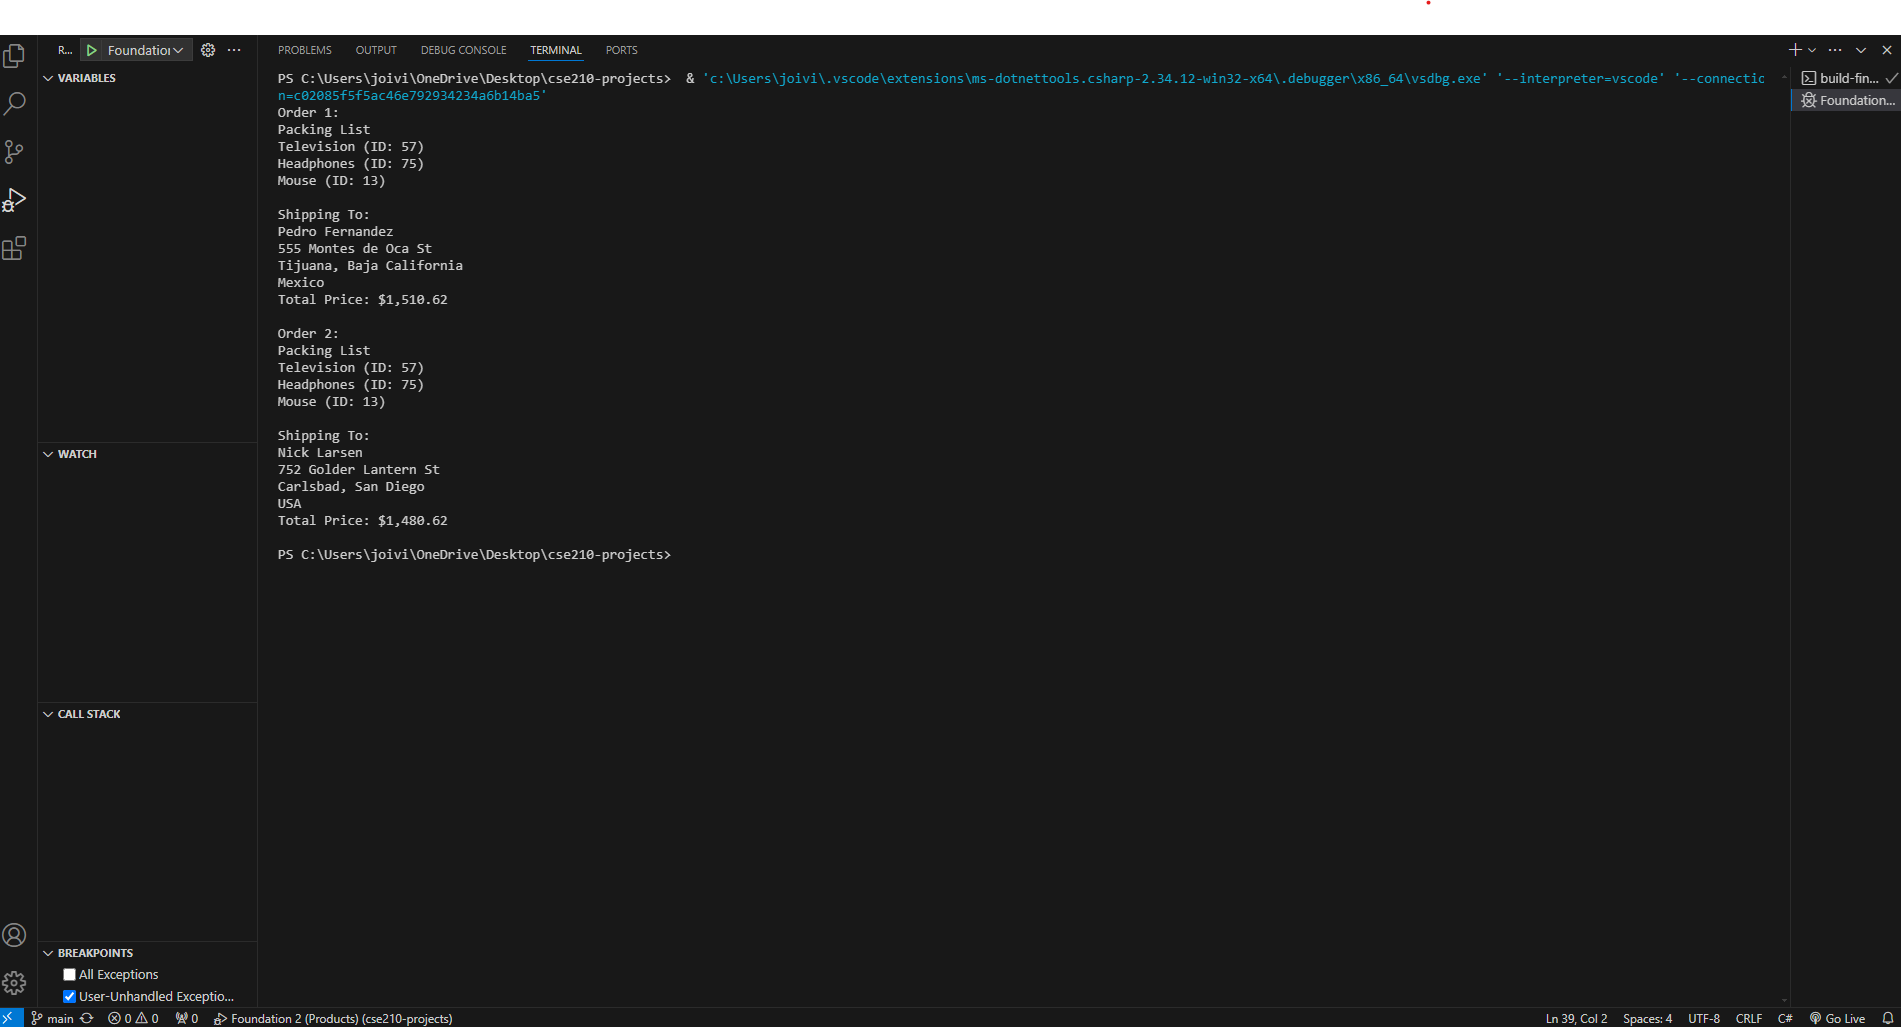 R... Foundation
PROBLEMS OUTPUT DEBUG CONSOLE TERMINAL PORTS
VARIABLES
PS C:\Users\joivi\OneDrive\Desktop\cse210-projects>  & 'c:\Users\joivi\.vscode\extensions\ms-dotnettools.csharp-2.34.12-win32-x64\.debugger\x86_64\vsdbg.exe' '--interpreter=vscode' '--connectio
n=c02085f5f5ac46e792934234a6b14ba5'
Order 1:
Packing List
Television (ID: 57)
Headphones (ID: 75)
Mouse (ID: 13)
Shipping To:
Pedro Fernandez
555 Montes de Oca St
Tijuana, Baja California
Mexico
Total Price: $1,510.62
Order 2:
Packing List
Television (ID: 57)
Headphones (ID: 75)
Mouse (ID: 13)
Shipping To:
Nick Larsen
752 Golder Lantern St
Carlsbad, San Diego
USA
Total Price: $1,480.62
PS C:\Users\joivi\OneDrive\Desktop\cse210-projects>
build-fin...
Foundation...
WATCH
CALL STACK
BREAKPOINTS
All Exceptions
User-Unhandled Exceptio...
main 0 0 0 Foundation 2 (Products) (cse210-projects) Ln 39, Col 2 Spaces: 4 UTF-8 CRLF C# Go Live